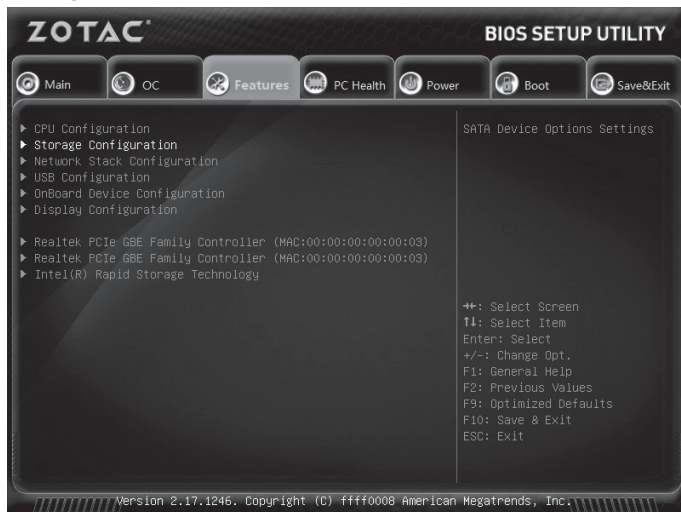 ZOTAC
BIOS SETUP UTILITY
Main OC Features PC Health Power Boot Save&Exit
▶ CPU Configuration
▶ Storage Configuration
▶ Network Stack Configuration
▶ USB Configuration
▶ OnBoard Device Configuration
▶ Display Configuration
▶ Realtek PCIe GBE Family Controller (MAC:00:00:00:00:00:03)
▶ Realtek PCIe GBE Family Controller (MAC:00:00:00:00:00:03)
▶ Intel(R) Rapid Storage Technology
SATA Device Options Settings
→←: Select Screen
↑↓: Select Item
Enter: Select
+/-: Change Opt.
F1: General Help
F2: Previous Values
F9: Optimized Defaults
F10: Save & Exit
ESC: Exit
Version 2.17.1246. Copyright (C) ffff0008 American Megatrends, Inc.